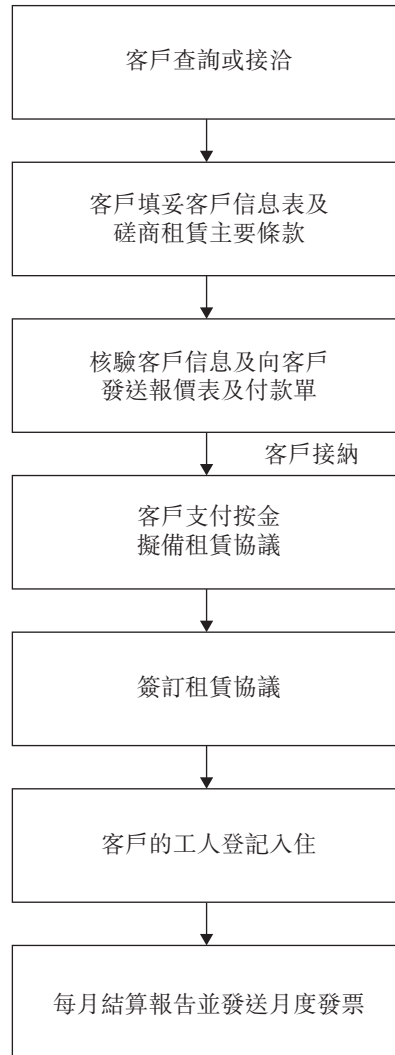 客戶查詢或接洽
客戶填妥客戶信息表及
磋商租賃主要條款
核驗客戶信息及向客戶
發送報價表及付款單
客戶接納
客戶支付按金
擬備租賃協議
簽訂租賃協議
客戶的工人登記入住
每月結算報告並發送月度發票